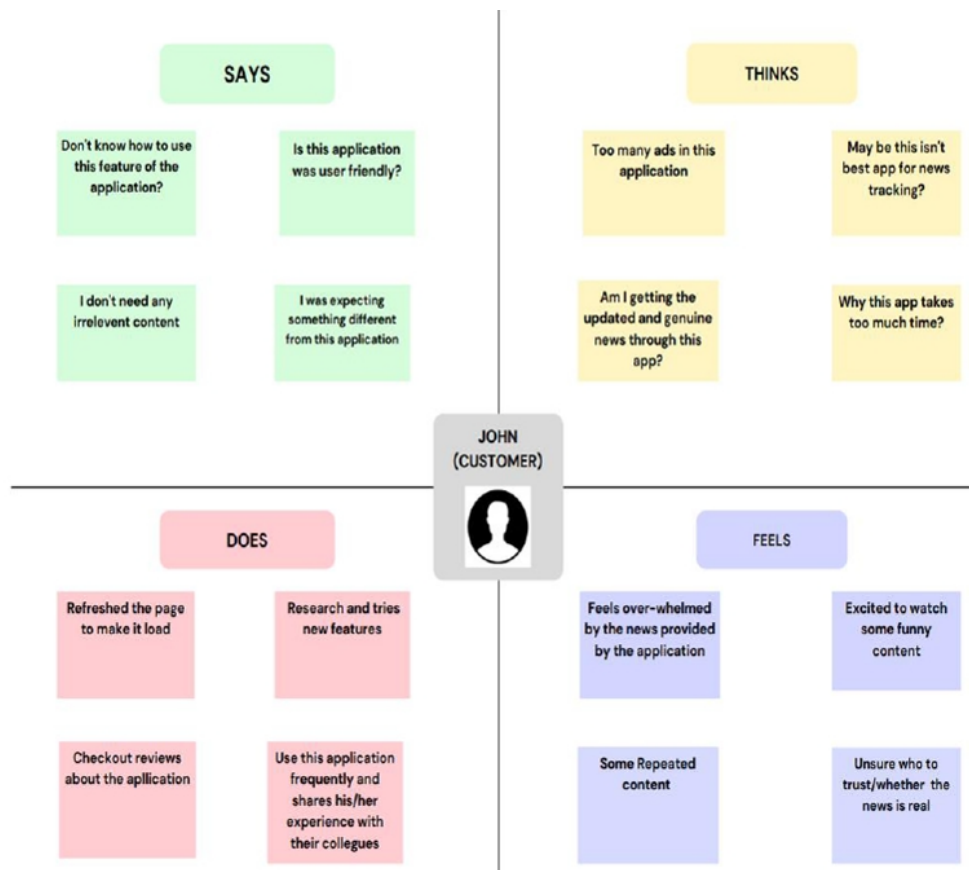 SAYS
Don't know how to use
this feature of the
application?
Is this application
was user friendly?
I don't need any
irrelevent content
I was expecting
something different
from this application
THINKS
Too many ads in this
application
May be this isn't
best app for news
tracking?
Am I getting the
updated and genuine
news through this
app?
Why this app takes
too much time?
JOHN
(CUSTOMER)
DOES
Refreshed the page
to make it load
Research and tries
new features
Checkout reviews
about the apllication
Use this application
frequently and
shares his/her
experience with
their collegues
FEELS
Feels over-whelmed
by the news provided
by the application
Excited to watch
some funny
content
Some Repeated
content
Unsure who to
trust/whether the
news is real